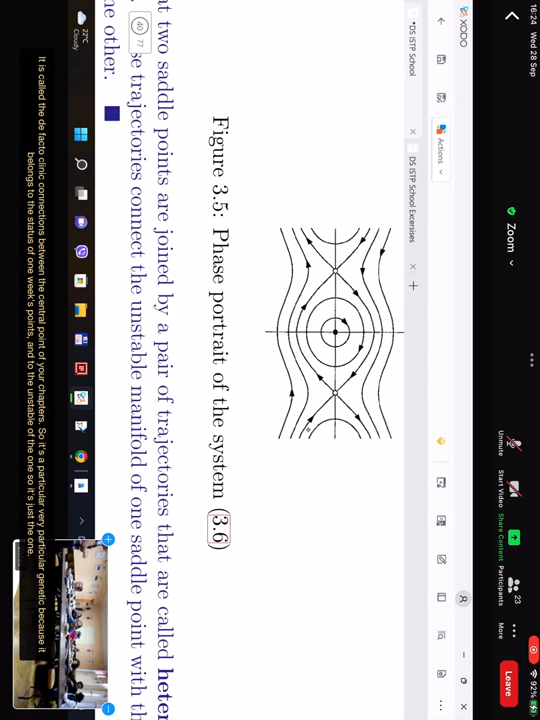 16:24 Wed 28 Sep
92%
Zoom
Unmute
Start Video
Share Content
23
Participants
More
Leave
XODO
Actions
*DS ISTP School
DS ISTP School Excersises
Figure 3.5: Phase portrait of the system (3.6)
at two saddle points are joined by a pair of trajectories that are called heter
se trajectories connect the unstable manifold of one saddle point with th
40 / 77
ne other.
22°C
Cloudy
It is called the de facto clinic connections between the central point of your chapters. So it's a particular very particular genetic because it
belongs to the status of one week's points, and to the unstable of the one so it's just the one.